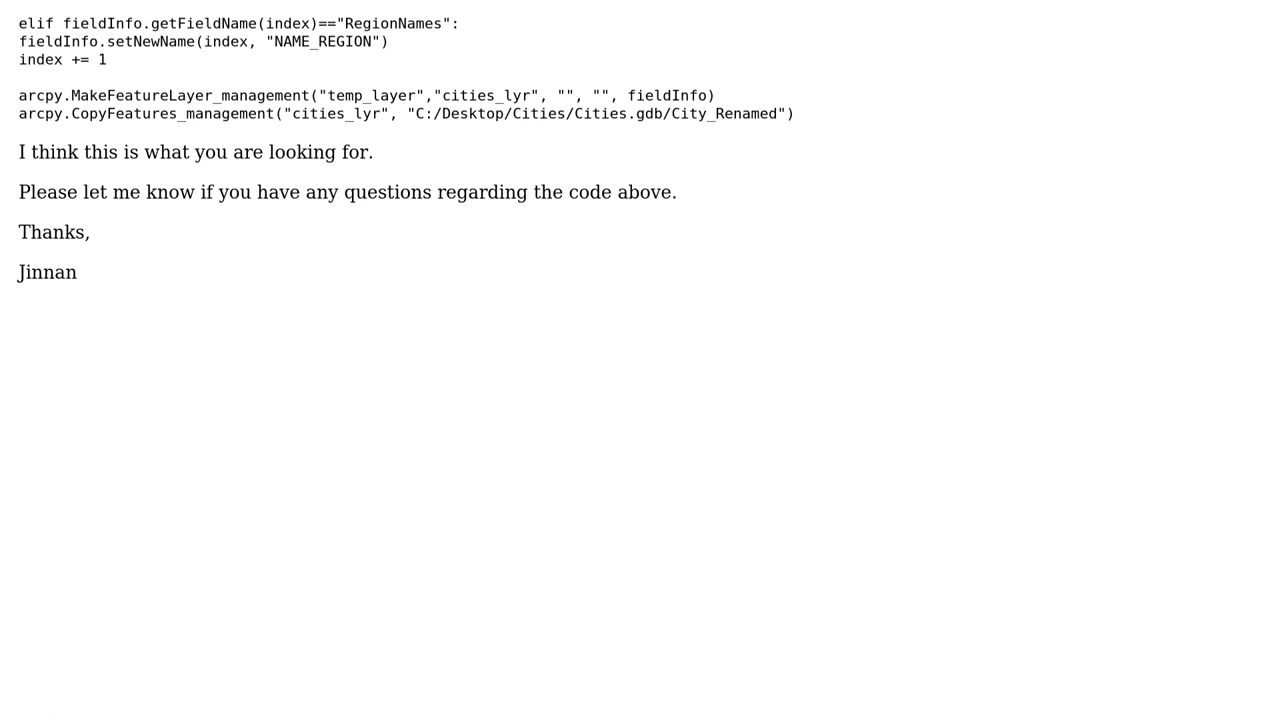 elif fieldInfo.getFieldName(index)=="RegionNames":
fieldInfo.setNewName(index, "NAME_REGION")
index += 1
arcpy.MakeFeatureLayer_management("temp_layer","cities_lyr", "", "", fieldInfo)
arcpy.CopyFeatures_management("cities_lyr", "C:/Desktop/Cities/Cities.gdb/City_Renamed")
I think this is what you are looking for.
Please let me know if you have any questions regarding the code above.
Thanks,
Jinnan